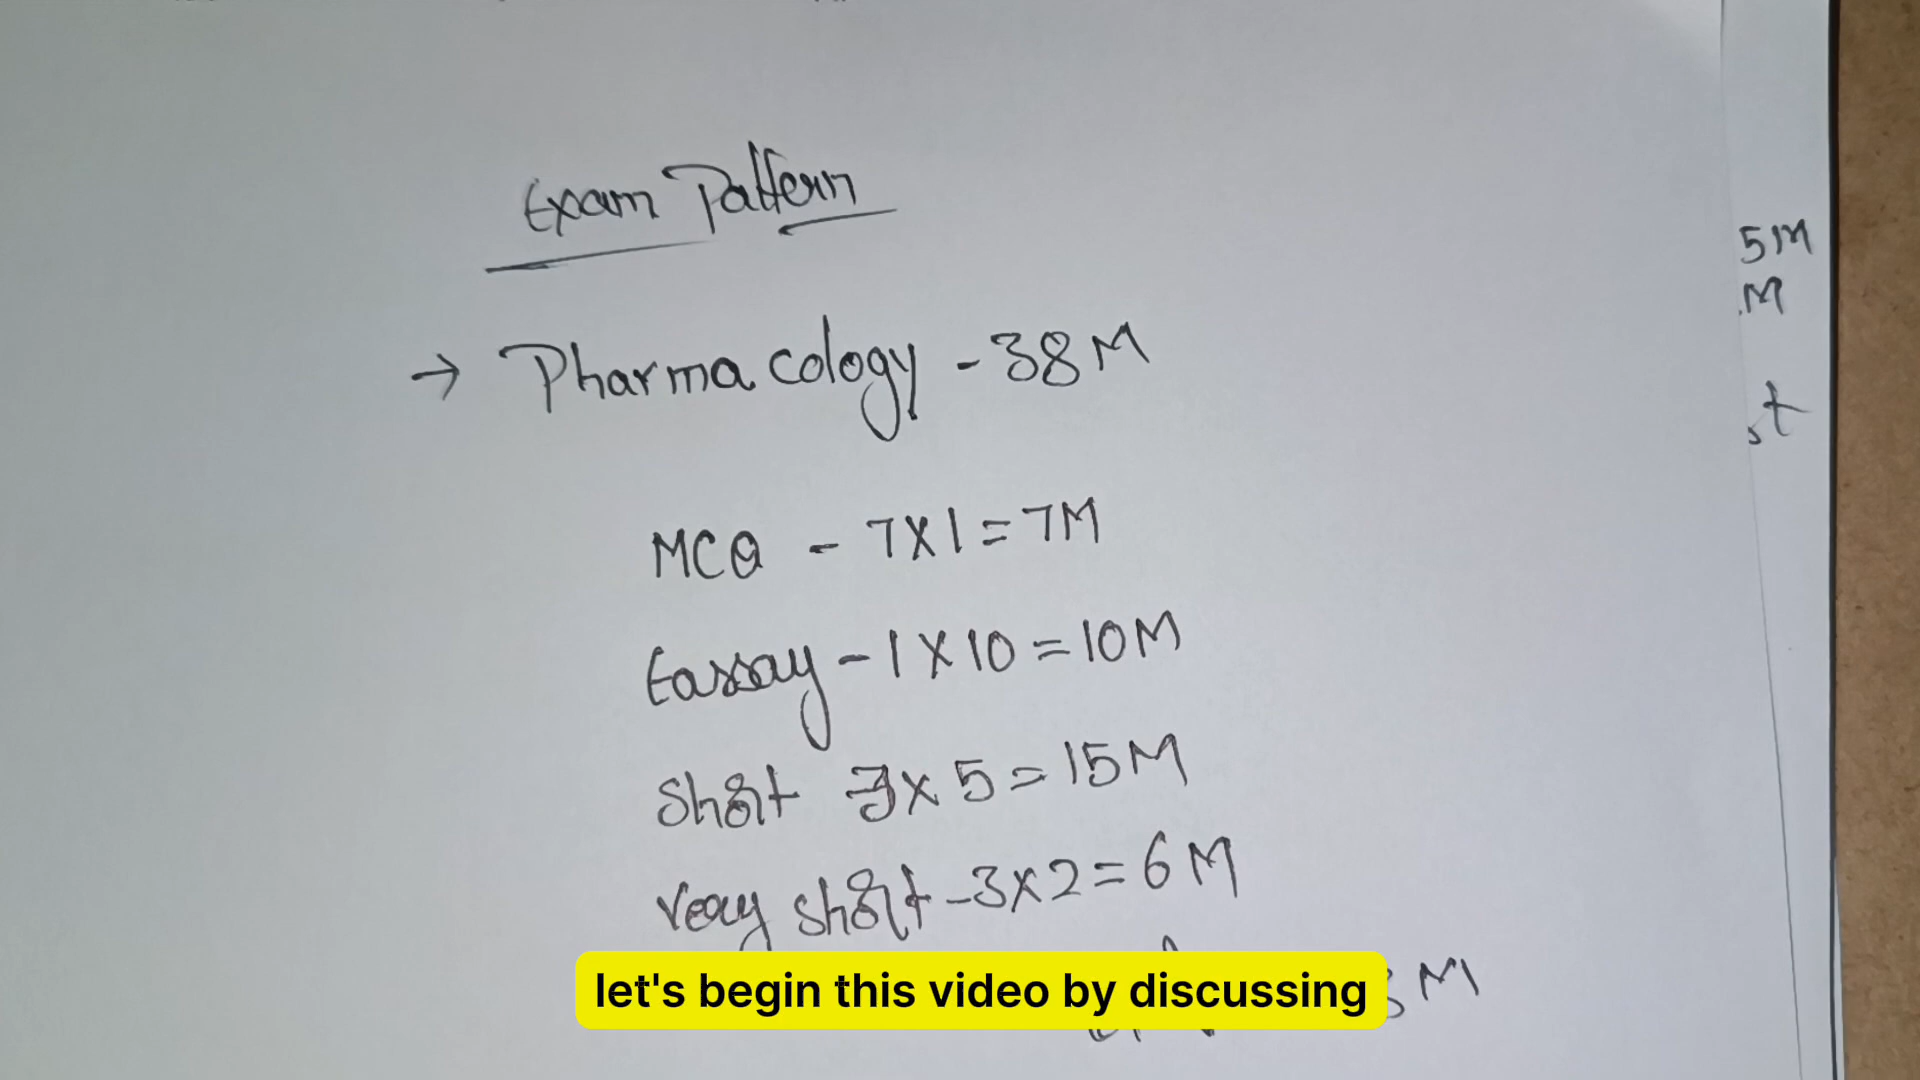 Exam Pattern
→ Pharmacology - 38M
MCQ - 7X1=7M
Eassay - 1X10=10M
Short 3x5=15M
Very short - 3x2=6M
M
5M
M
t
let's begin this video by discussing